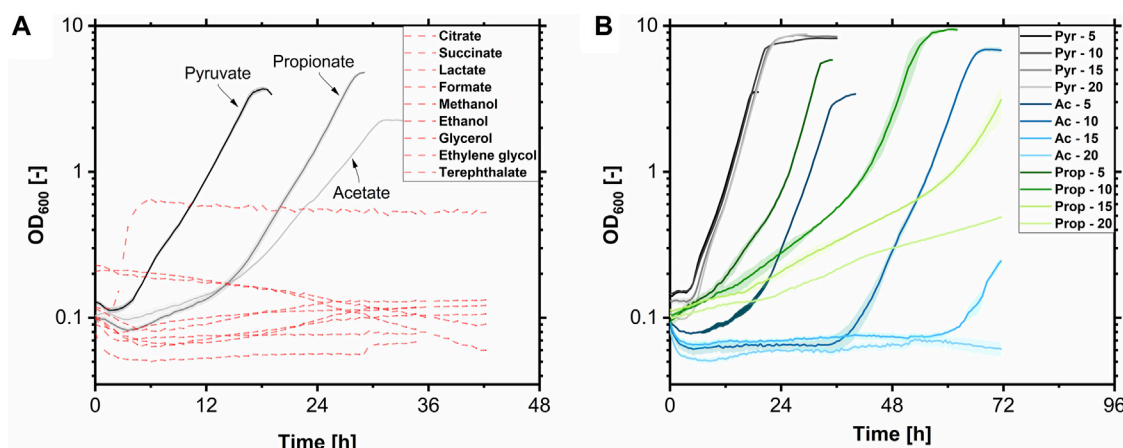 A
B
10
1
0.1
OD600 [-]
0
12
24
36
48
Time [h]
Pyruvate
Propionate
Acetate
Citrate
Succinate
Lactate
Formate
Methanol
Ethanol
Glycerol
Ethylene glycol
Terephthalate
10
1
0.1
OD600 [-]
0
24
48
72
96
Time [h]
Pyr - 5
Pyr - 10
Pyr - 15
Pyr - 20
Ac - 5
Ac - 10
Ac - 15
Ac - 20
Prop - 5
Prop - 10
Prop - 15
Prop - 20